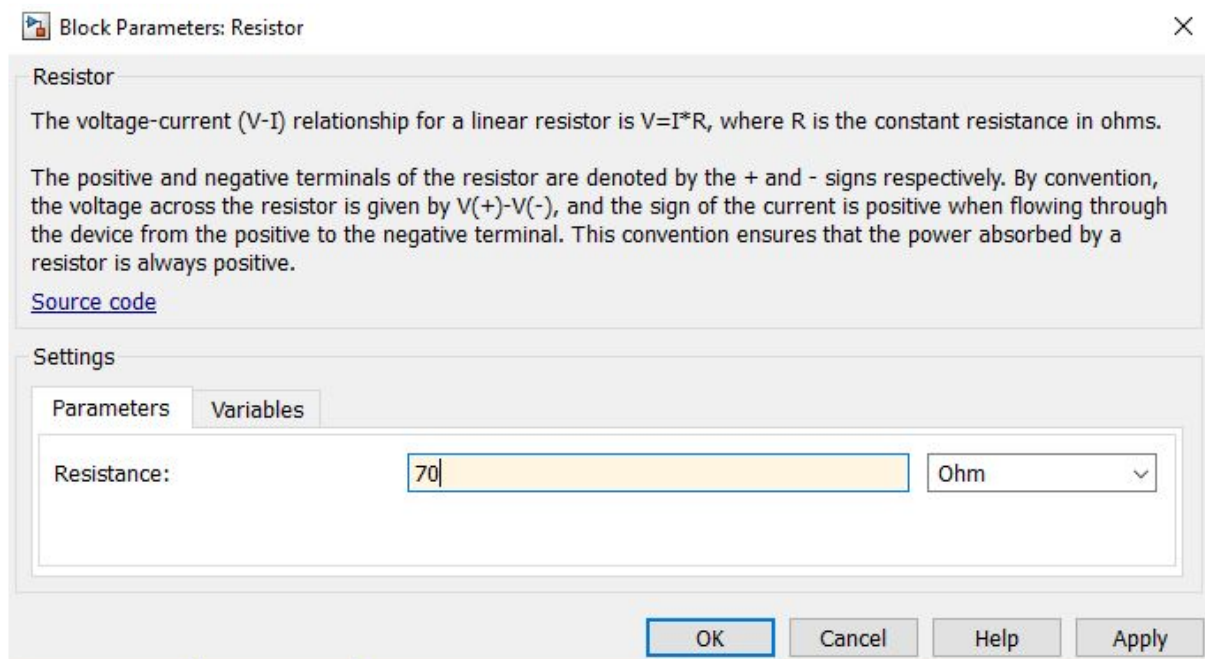 Block Parameters: Resistor
Resistor
The voltage-current (V-I) relationship for a linear resistor is V=I*R, where R is the constant resistance in ohms.
The positive and negative terminals of the resistor are denoted by the + and - signs respectively. By convention,
the voltage across the resistor is given by V(+)-V(-), and the sign of the current is positive when flowing through
the device from the positive to the negative terminal. This convention ensures that the power absorbed by a
resistor is always positive.
Source code
Settings
Parameters Variables
Resistance: 70 Ohm
OK Cancel Help Apply